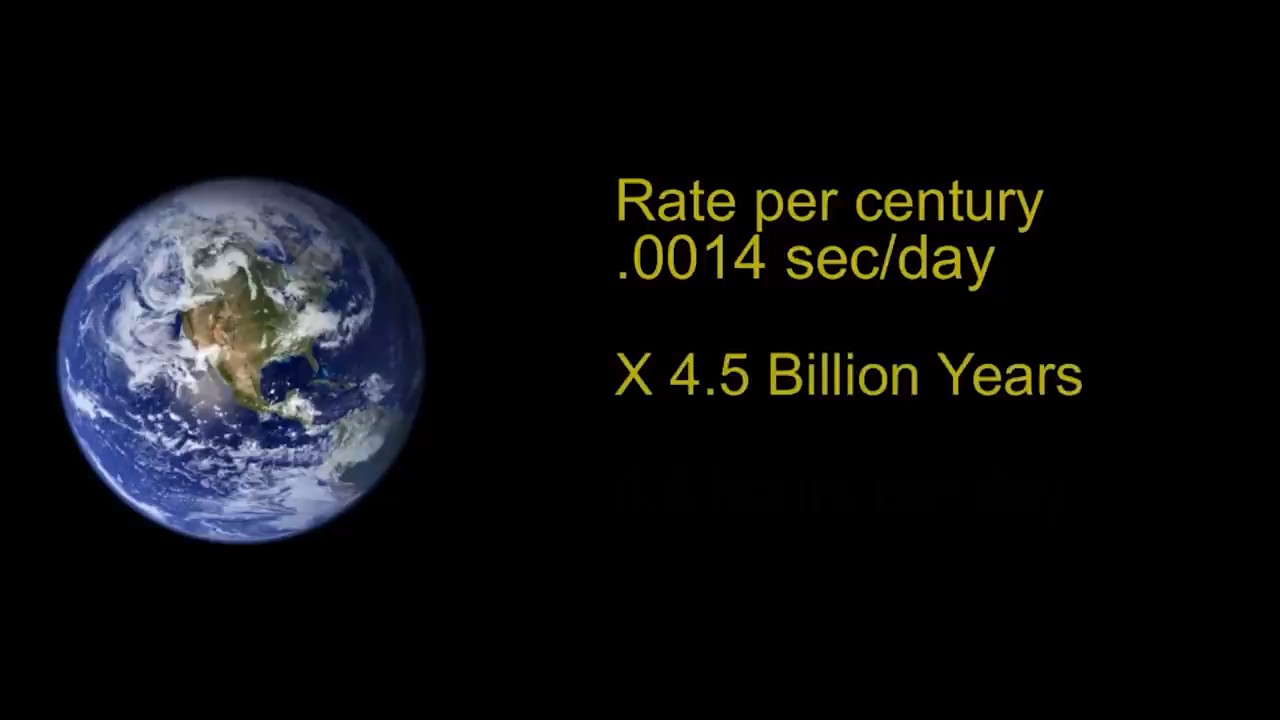 Rate per century
.0014 sec/day
X 4.5 Billion Years